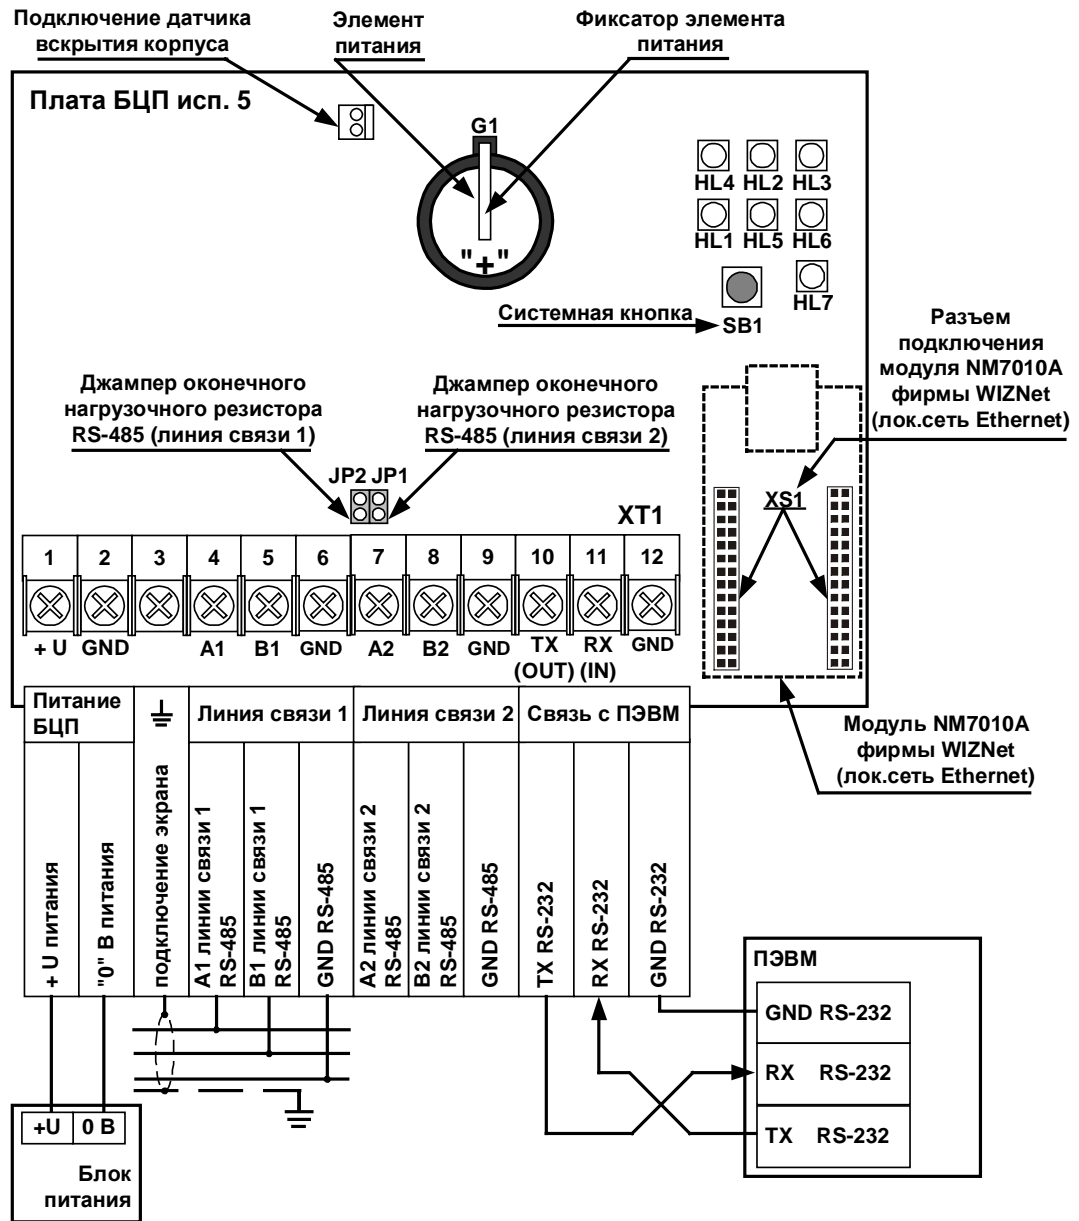 Подключение датчика
вскрытия корпуса
Элемент
питания
Фиксатор элемента
питания
Плата БЦП исп. 5
G1
"+"
HL4 HL2 HL3
HL1 HL5 HL6
HL7
Системная кнопка
SB1
Разъем
подключения
модуля NM7010A
фирмы WIZNet
(лок.сеть Ethernet)
Джампер оконечного
нагрузочного резистора
RS-485 (линия связи 1)
Джампер оконечного
нагрузочного резистора
RS-485 (линия связи 2)
JP2 JP1
XT1
XS1
1 2 3 4 5 6 7 8 9 10 11 12
+ U GND A1 B1 GND A2 B2 GND TX RX GND
(OUT) (IN)
Питание
БЦП
Линия связи 1
Линия связи 2
Связь с ПЭВМ
Модуль NM7010A
фирмы WIZNet
(лок.сеть Ethernet)
+ U питания
"0" В питания
подключение экрана
A1 линии связи 1
RS-485
B1 линии связи 1
RS-485
GND RS-485
A2 линии связи 2
RS-485
B2 линии связи 2
RS-485
GND RS-485
TX RS-232
RX RS-232
GND RS-232
ПЭВМ
GND RS-232
RX RS-232
TX RS-232
+U 0 В
Блок
питания